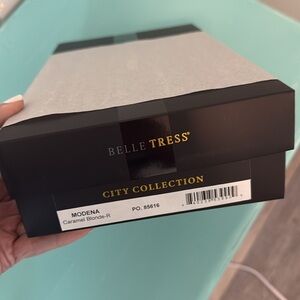 BELLE TRESS®
CITY COLLECTION
MODENA PO. 85616
Caramel Blonde-R